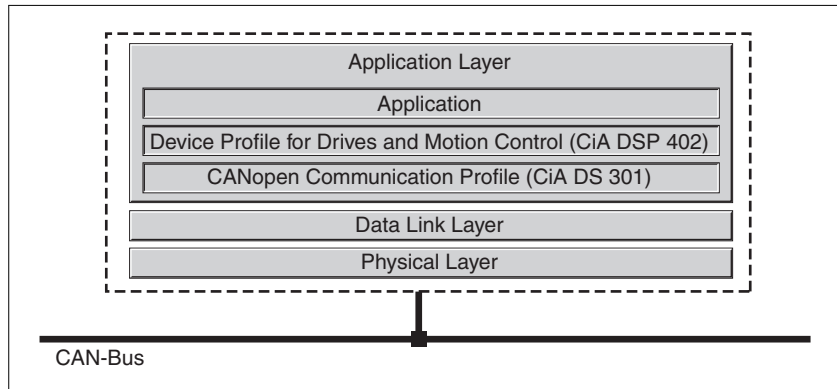 Application Layer
Application
Device Profile for Drives and Motion Control (CiA DSP 402)
CANopen Communication Profile (CiA DS 301)
Data Link Layer
Physical Layer
CAN-Bus